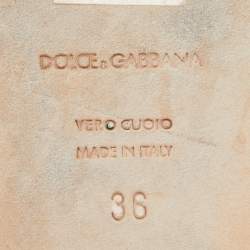 DOLCE & GABBANA
VERO CUOIO
MADE IN ITALY
36